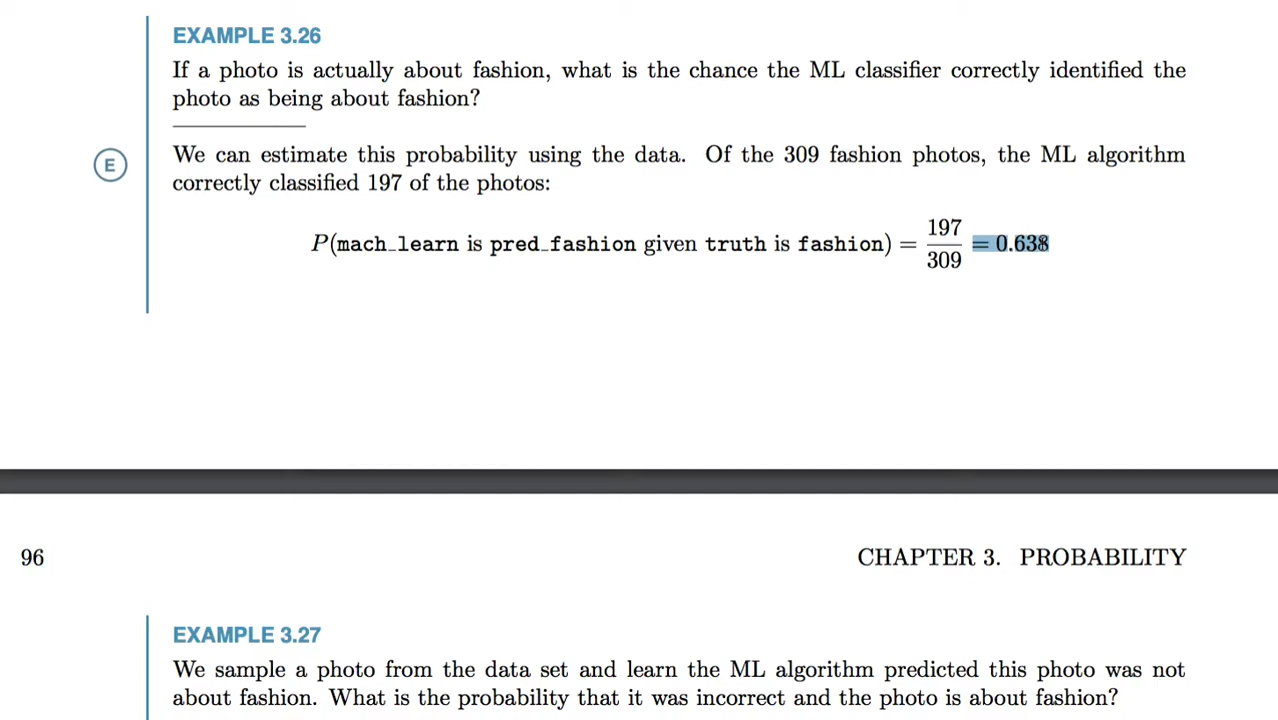 EXAMPLE 3.26
If a photo is actually about fashion, what is the chance the ML classifier correctly identified the
photo as being about fashion?
E
We can estimate this probability using the data. Of the 309 fashion photos, the ML algorithm
correctly classified 197 of the photos:
P(mach_learn is pred_fashion given truth is fashion) = 197/309 = 0.638
96
CHAPTER 3. PROBABILITY
EXAMPLE 3.27
We sample a photo from the data set and learn the ML algorithm predicted this photo was not
about fashion. What is the probability that it was incorrect and the photo is about fashion?